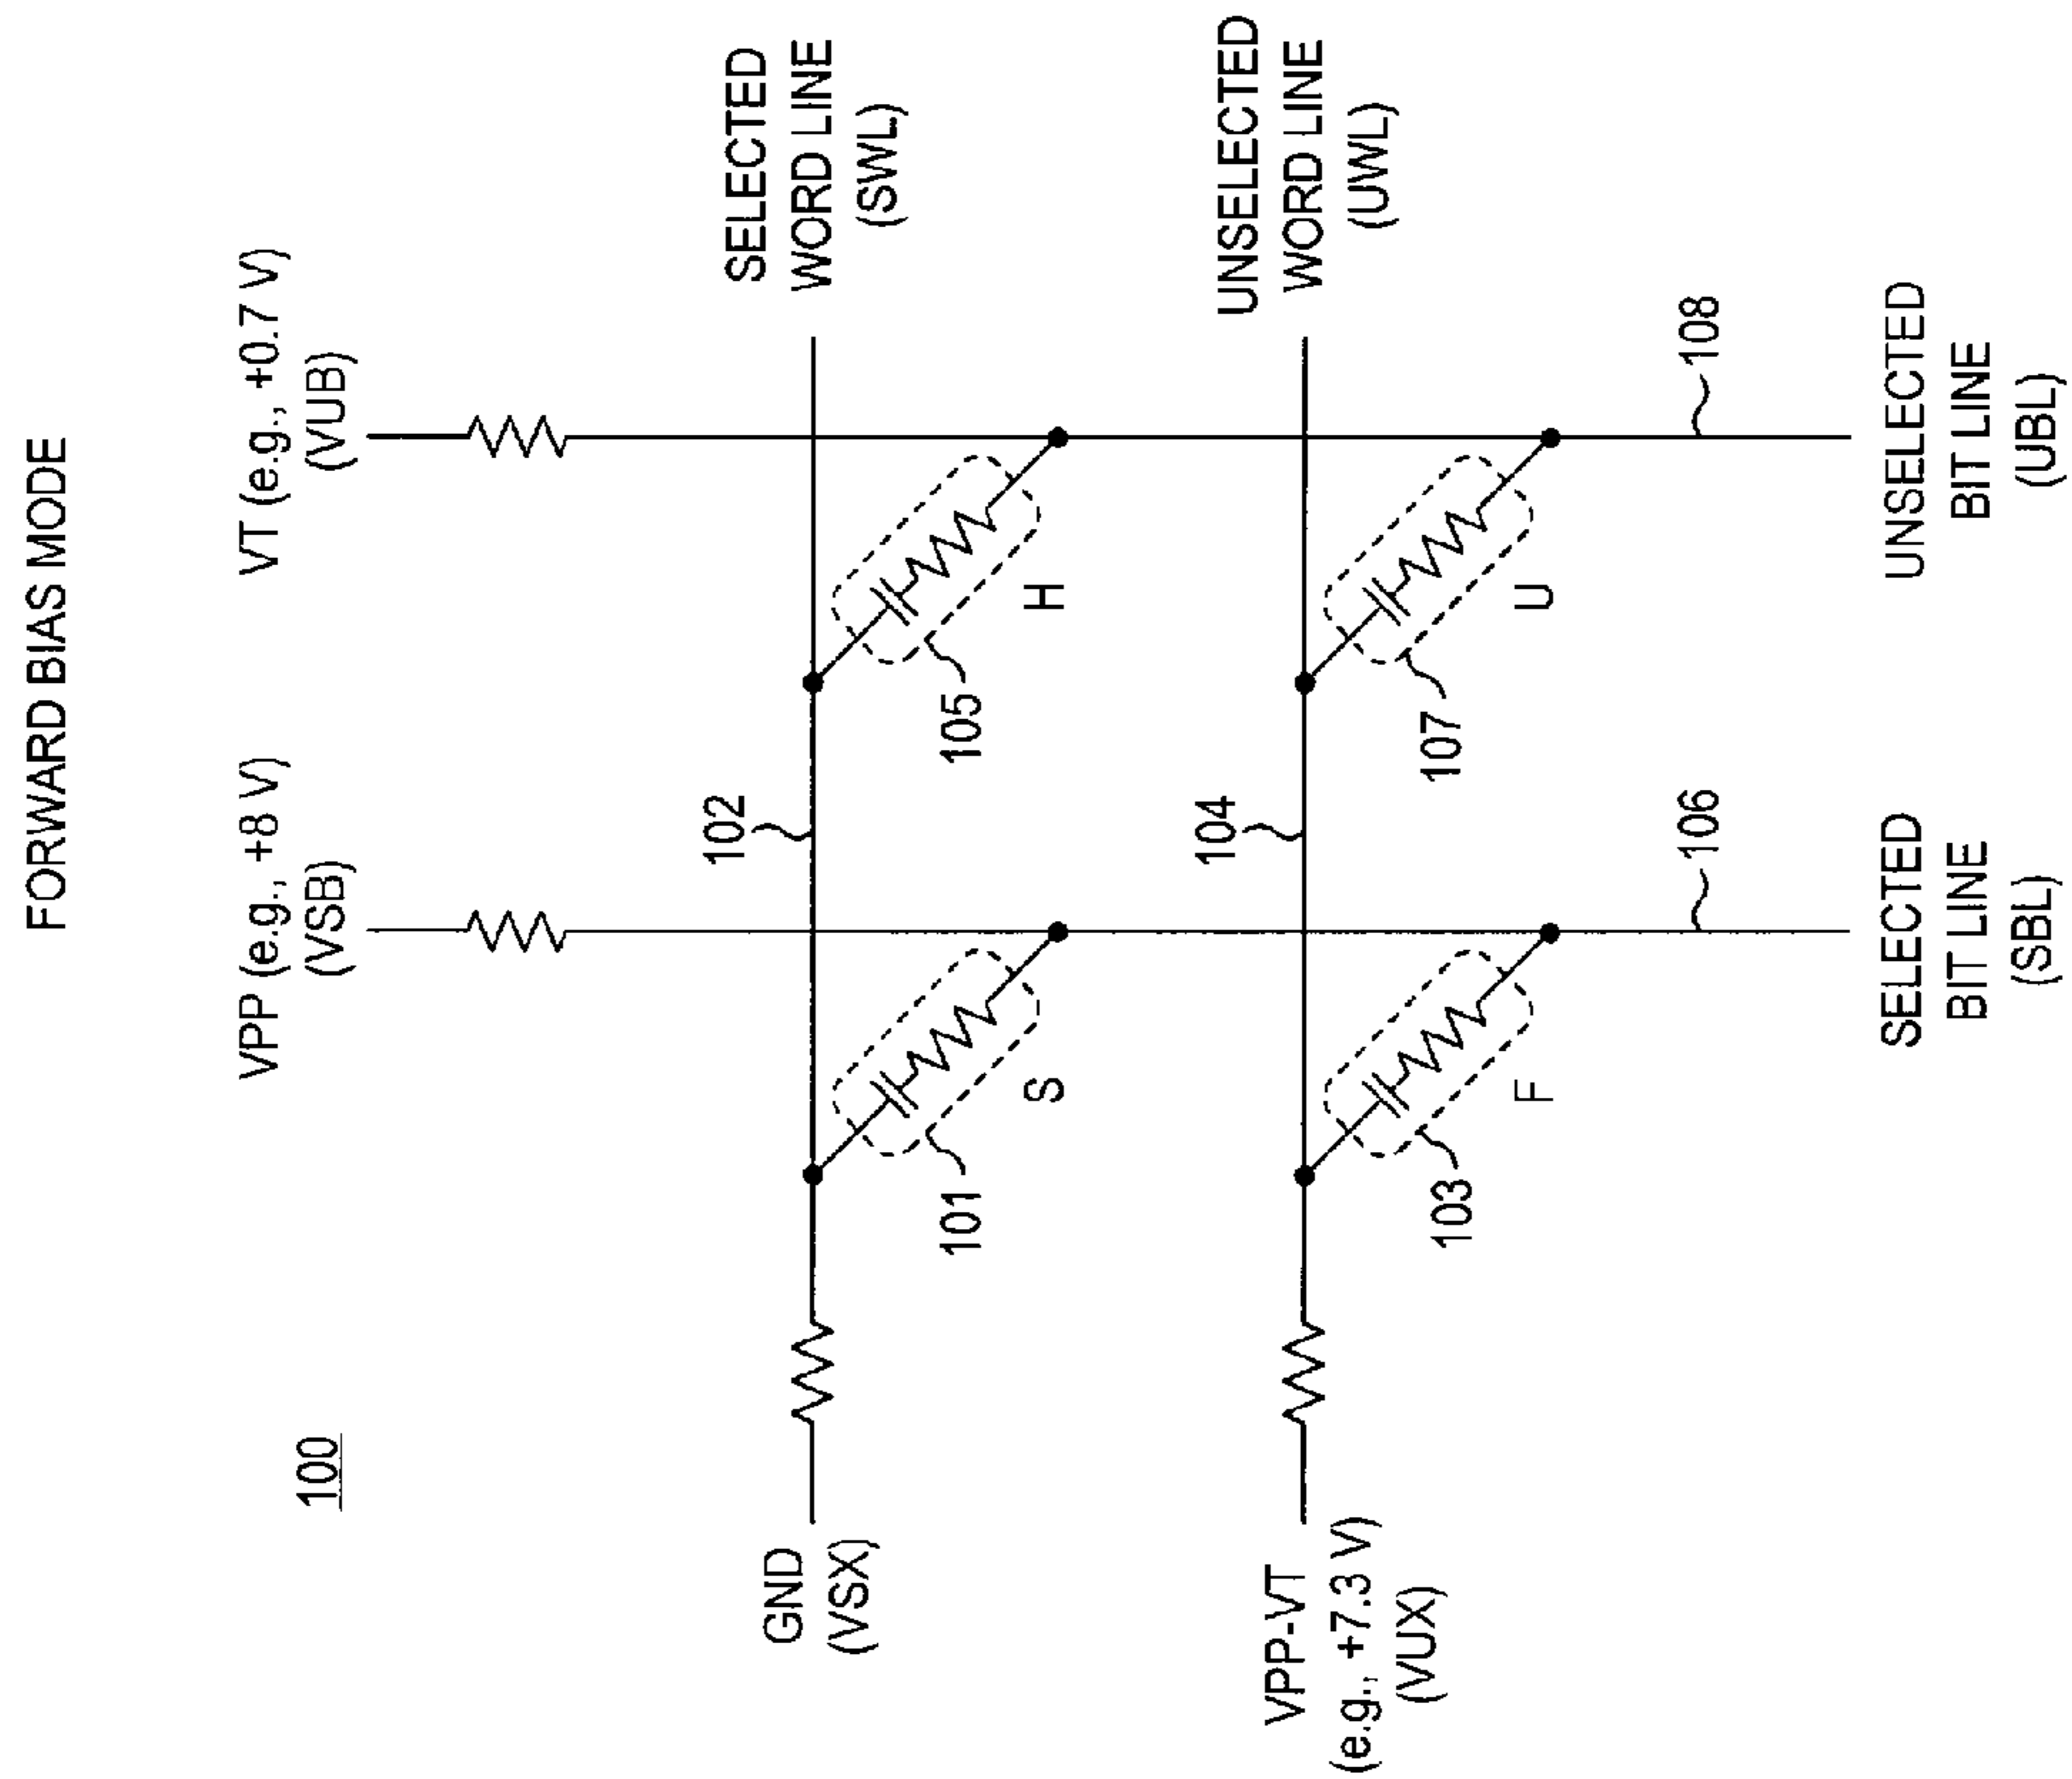 FORWARD BIAS MODE
100
VPP (e.g., +8 V)
(VSB)
VT (e.g., +0.7 V)
(VUB)
SELECTED
WORD LINE
(SWL)
102
GND
(VSX)
101
S
105
H
UNSELECTED
WORD LINE
(UWL)
104
VPP-VT
(e.g., +7.3 V)
(VUX)
103
F
107
U
106
108
SELECTED
BIT LINE
(SBL)
UNSELECTED
BIT LINE
(UBL)